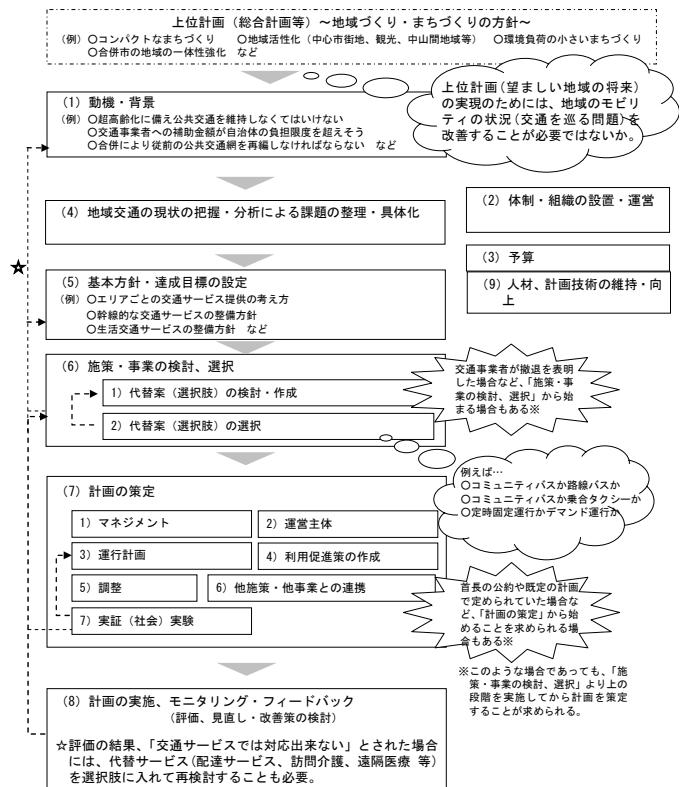 上位計画（総合計画等）～地域づくり・まちづくりの方針～
（例）○コンパクトなまちづくり　○地域活性化（中心市街地、観光、中山間地域等）　○環境負荷の小さいまちづくり
○合併市の地域の一体性強化　など
上位計画（望ましい地域の将来）
の実現のためには、地域のモビリ
ティの状況（交通を巡る問題）を
改善することが必要ではないか。
（1）動機・背景
（例）○超高齢化に備え公共交通を維持しなくてはいけない
○交通事業者への補助金額が自治体の負担限度を超えそう
○合併により従前の公共交通網を再編しなければならない　など
（4）地域交通の現状の把握・分析による課題の整理・具体化
（2）体制・組織の設置・運営
（3）予算
（9）人材、計画技術の維持・向
上
☆
（5）基本方針・達成目標の設定
（例）○エリアごとの交通サービス提供の考え方
○幹線的な交通サービスの整備方針
○生活交通サービスの整備方針　など
（6）施策・事業の検討、選択
1）代替案（選択肢）の検討・作成
2）代替案（選択肢）の選択
交通事業者が撤退を表明
した場合など、「施策・事
業の検討、選択」から始
まる場合もある※
例えば…
○コミュニティバスか路線バスか
○コミュニティバスか乗合タクシーか
○定時固定運行かデマンド運行か
（7）計画の策定
1）マネジメント
2）運営主体
3）運行計画
4）利用促進策の作成
5）調整
6）他施策・他事業との連携
7）実証（社会）実験
首長の公約や既定の計画
で定められていた場合な
ど、「計画の策定」から始
めることを求められる場
合もある※
※このような場合であっても、「施
策・事業の検討、選択」より上の
段階を実施してから計画を策定
することが求められる。
（8）計画の実施、モニタリング・フィードバック
（評価、見直し・改善策の検討）
☆評価の結果、「交通サービスでは対応出来ない」とされた場合
には、代替サービス（配達サービス、訪問介護、遠隔医療 等）
を選択肢に入れて再検討することも必要。